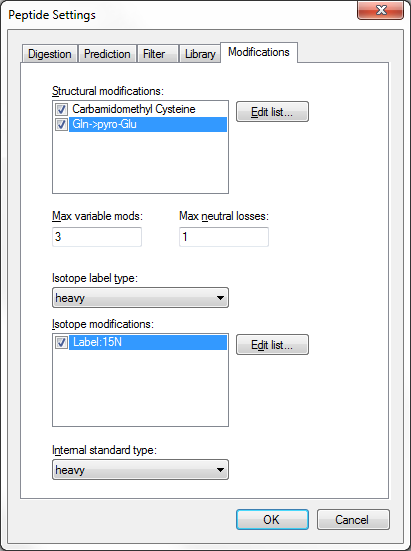 Peptide Settings
Digestion Prediction Filter Library Modifications
Structural modifications:
Carbamidomethyl Cysteine
Gln->pyro-Glu
Edit list...
Max variable mods: Max neutral losses:
3 1
Isotope label type:
heavy
Isotope modifications:
Label:15N
Edit list...
Internal standard type:
heavy
OK Cancel